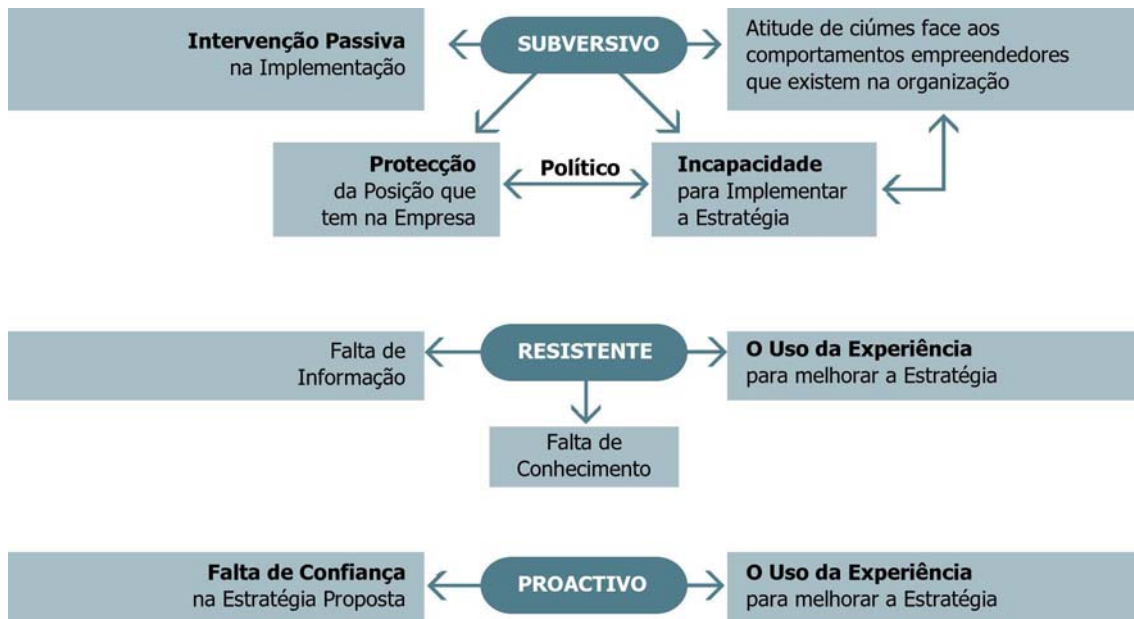 Intervenção Passiva
na Implementação
SUBVERSIVO
Atitude de ciúmes face aos
comportamentos empreendedores
que existem na organização
Protecção
da Posição que
tem na Empresa
Político
Incapacidade
para Implementar
a Estratégia
Falta de
Informação
RESISTENTE
O Uso da Experiência
para melhorar a Estratégia
Falta de
Conhecimento
Falta de Confiança
na Estratégia Proposta
PROACTIVO
O Uso da Experiência
para melhorar a Estratégia